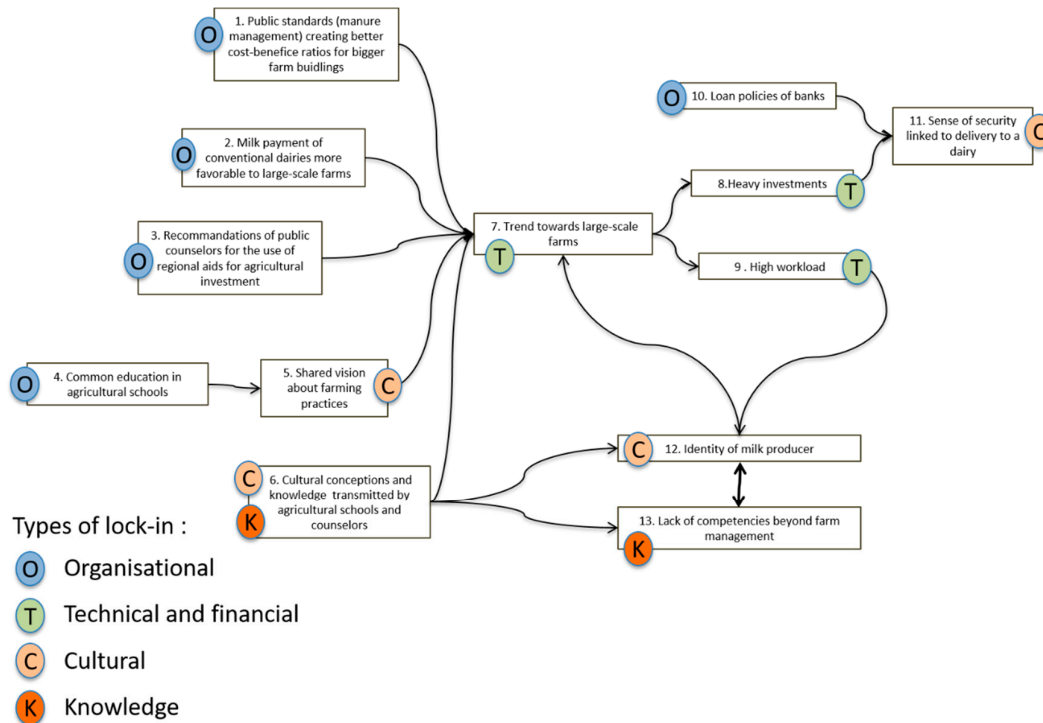 O
1. Public standards (manure
management) creating better
cost-benefice ratios for bigger
farm buidlings
O
2. Milk payment of
conventional dairies more
favorable to large-scale farms
O
3. Recommandations of public
counselors for the use of
regional aids for agricultural
investment
O
4. Common education in
agricultural schools
5. Shared vision
about farming
practices
C
C
K
6. Cultural conceptions and
knowledge transmitted by
agricultural schools and
counselors
7. Trend towards large-scale
farms
T
O
10. Loan policies of banks
8.Heavy investments
T
9 . High workload
T
11. Sense of security
linked to delivery to a
dairy
C
C
12. Identity of milk producer
13. Lack of competencies beyond farm
management
K
Types of lock-in :
O Organisational
T Technical and financial
C Cultural
K Knowledge